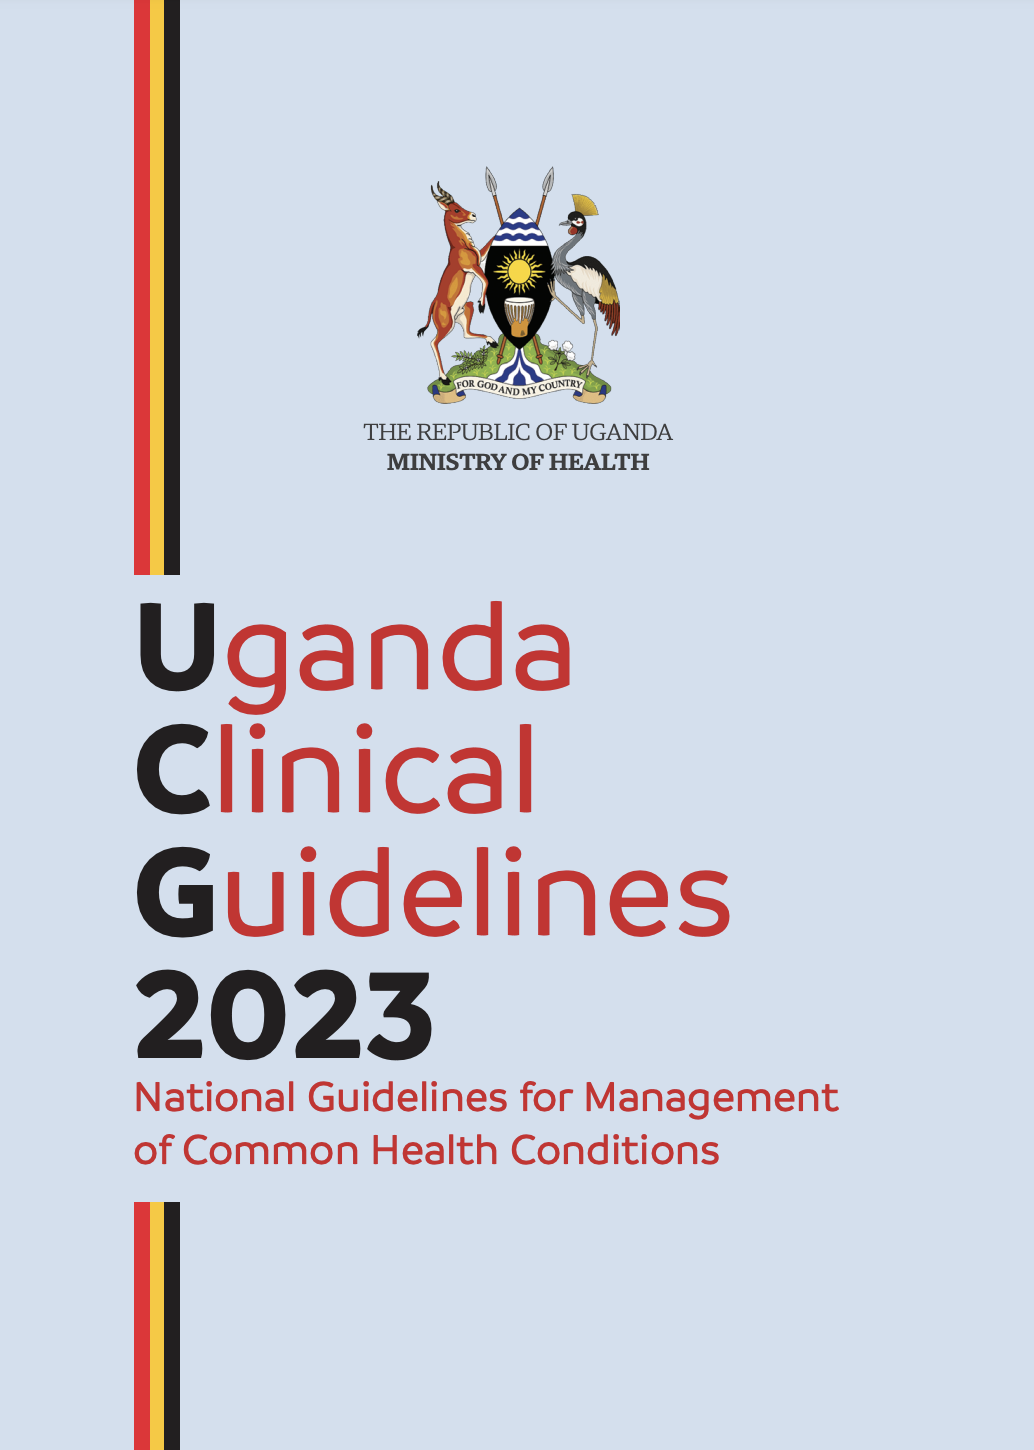 FOR GOD AND MY COUNTRY
THE REPUBLIC OF UGANDA
MINISTRY OF HEALTH
Uganda
Clinical
Guidelines
2023
National Guidelines for Management
of Common Health Conditions